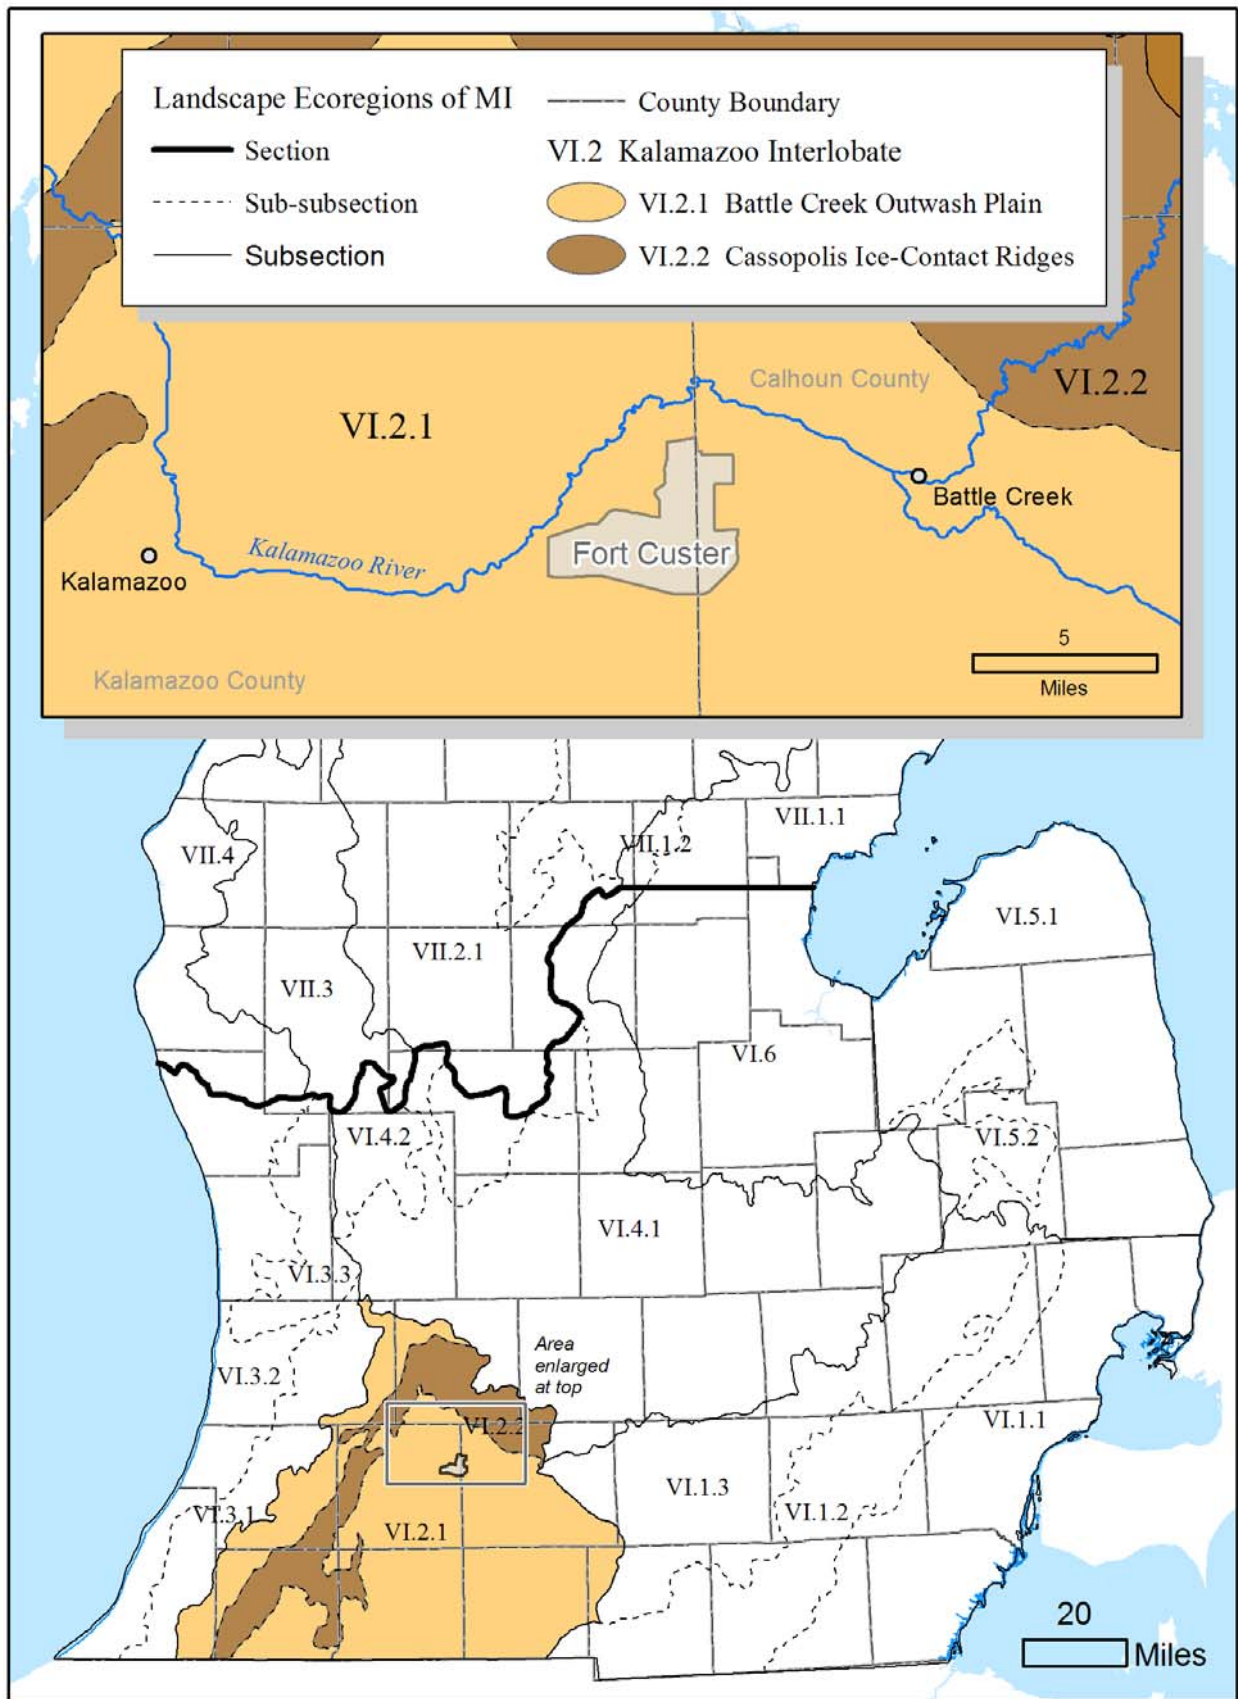 Landscape Ecoregions of MI
Section
Sub-subsection
Subsection
County Boundary
VI.2 Kalamazoo Interlobate
VI.2.1 Battle Creek Outwash Plain
VI.2.2 Cassopolis Ice-Contact Ridges
Calhoun County
VI.2.2
VI.2.1
Battle Creek
Kalamazoo River
Fort Custer
Kalamazoo
5
Miles
Kalamazoo County
VII.1.1
VII.4
VII.1.2
VI.5.1
VII.2.1
VII.3
VI.6
VI.4.2
VI.5.2
VI.4.1
VI.3.3
Area
enlarged
at top
VI.3.2
VI.2.2
VI.1.1
VI.1.3
VI.3.1
VI.1.2
VI.2.1
20
Miles